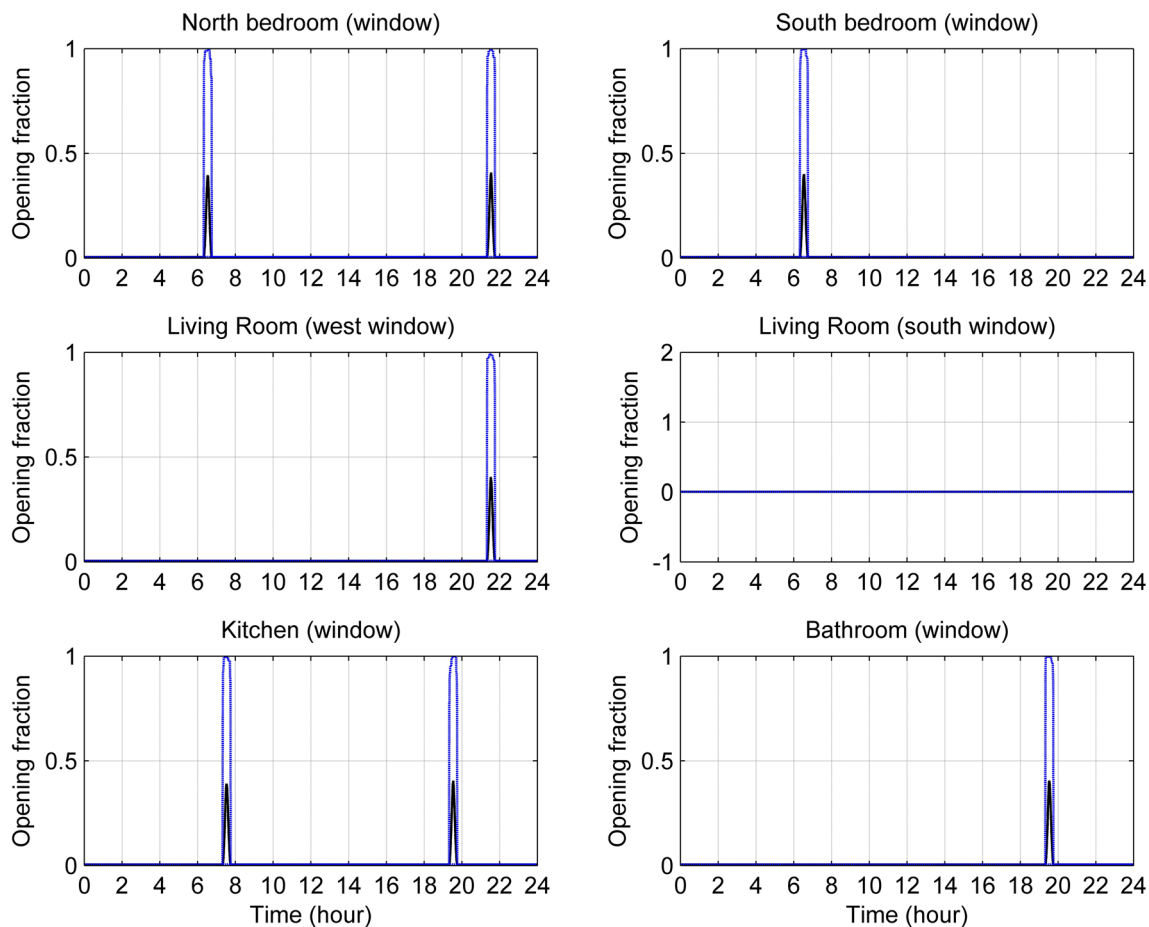 North bedroom (window)
Opening fraction
1
0.5
0
0 2 4 6 8 10 12 14 16 18 20 22 24
South bedroom (window)
Opening fraction
1
0.5
0
0 2 4 6 8 10 12 14 16 18 20 22 24
Living Room (west window)
Opening fraction
1
0.5
0
0 2 4 6 8 10 12 14 16 18 20 22 24
Living Room (south window)
Opening fraction
2
1
0
-1
0 2 4 6 8 10 12 14 16 18 20 22 24
Kitchen (window)
Opening fraction
1
0.5
0
0 2 4 6 8 10 12 14 16 18 20 22 24
Time (hour)
Bathroom (window)
Opening fraction
1
0.5
0
0 2 4 6 8 10 12 14 16 18 20 22 24
Time (hour)